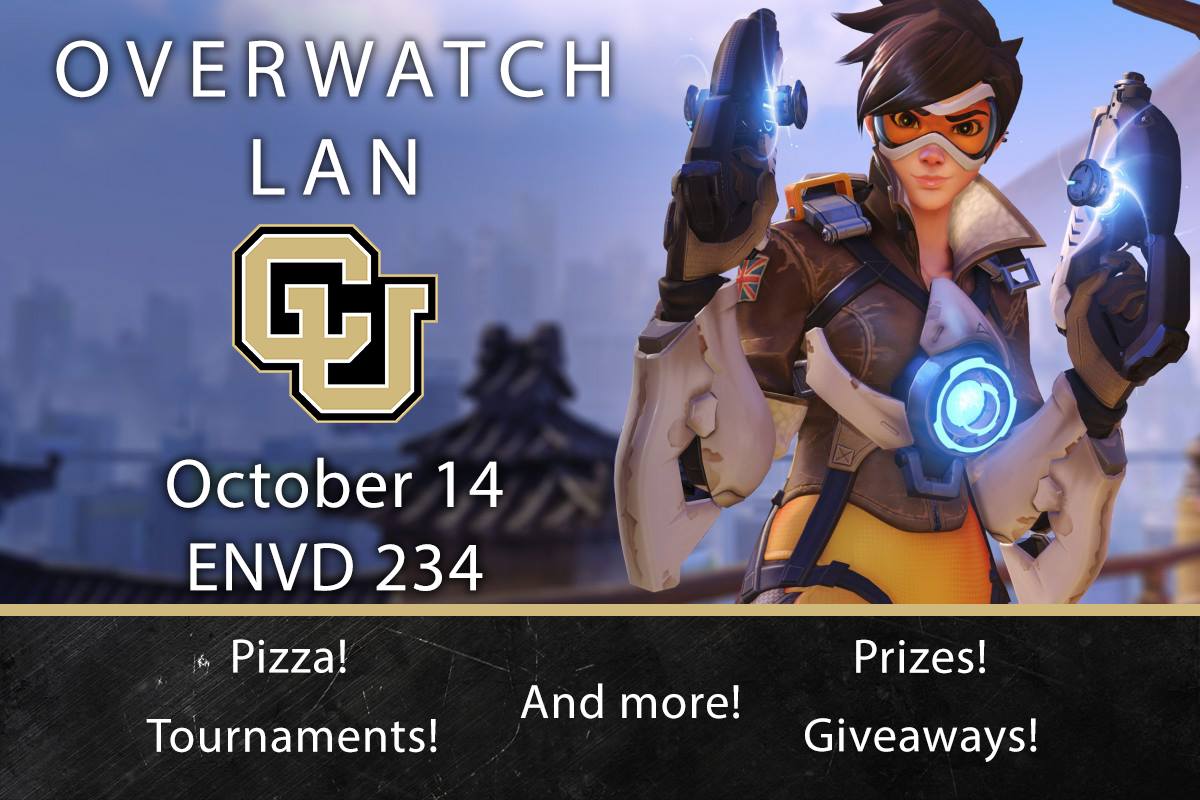 OVERWATCH
LAN
CU
October 14
ENVD 234
Pizza!
Prizes!
And more!
Tournaments!
Giveaways!